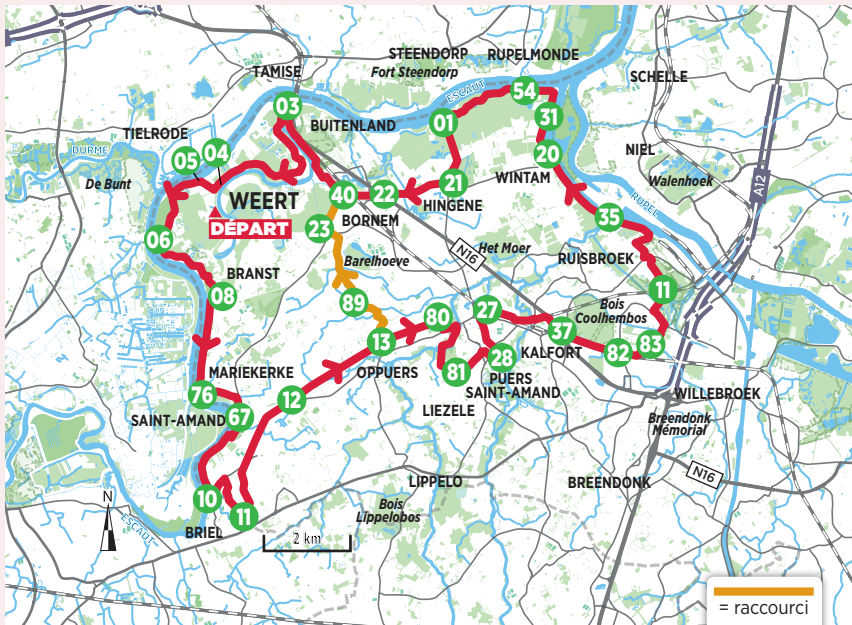 STEENDORP
RUPELMONDE
TAMISE
Fort Steendorp
SCHELLE
ESCAUT
54
03
01
31
BUITENLAND
TIELRODE
DURME
05
04
20
NIEL
De Bunt
WINTAM
Walenhoek
21
A12
WEERT
40
22
HINGENE
RUPEL
DÉPART
BORNEM
35
23
06
N16
Het Moer
Barelhoeve
RUISBROEK
BRANST
08
11
89
Bois
Coolhembos
27
80
37
13
83
KALFORT
82
28
MARIEKERKE
OPPUERS
81
PUERS
SAINT-AMAND
76
12
WILLEBROEK
67
LIEZELE
SAINT-AMAND
Breendonk
Mémorial
N16
LIPPELO
BREENDONK
N
10
Bois
Lippelobos
11
ESCAUT
BRIEL
2 km
= raccourci